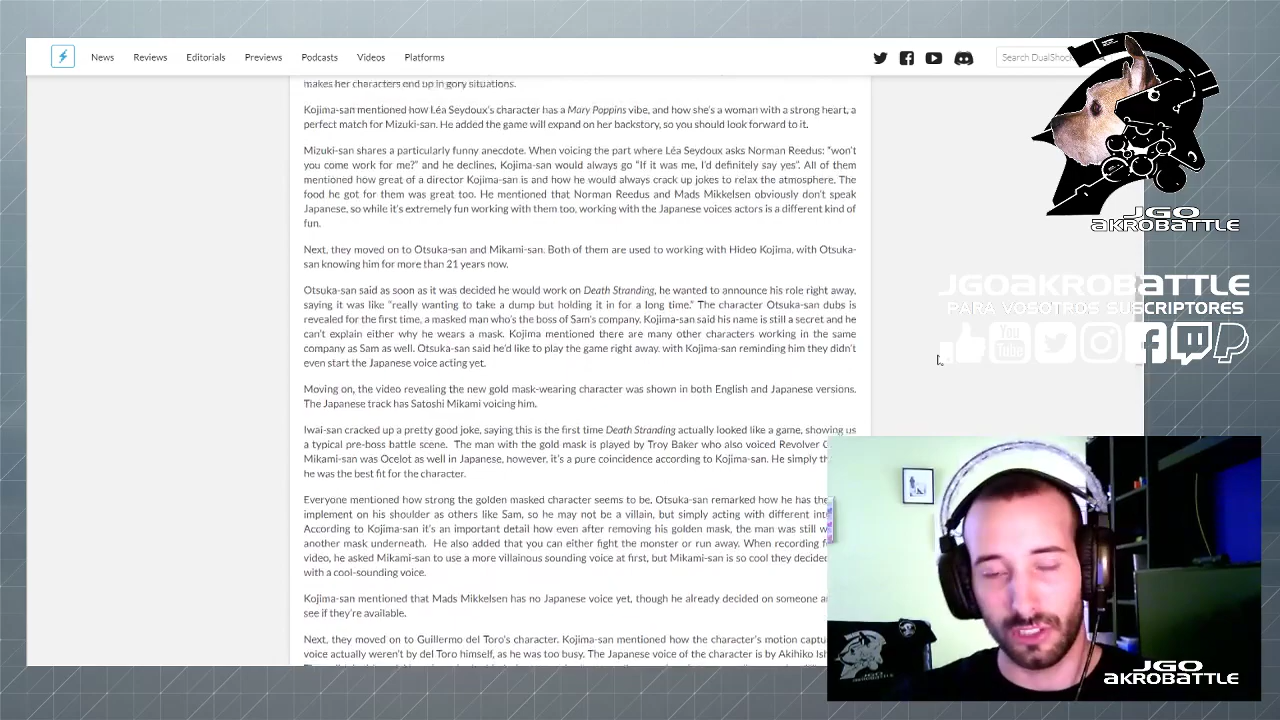 News Reviews Editorials Previews Podcasts Videos Platforms
Search DualShock
makes her characters end up in gory situations.
Kojima-san mentioned how Léa Seydoux's character has a Mary Poppins vibe, and how she's a woman with a strong heart, a
perfect match for Mizuki-san. He added the game will expand on her backstory, so you should look forward to it.
Mizuki-san shares a particularly funny anecdote. When voicing the part where Léa Seydoux asks Norman Reedus: “won't
you come work for me?” and he declines, Kojima-san would always go “If it was me, I'd definitely say yes”. All of them
mentioned how great of a director Kojima-san is and how he would always crack up jokes to relax the atmosphere. The
food he got for them was great too. He mentioned that Norman Reedus and Mads Mikkelsen obviously don't speak
Japanese, so while it's extremely fun working with them too, working with the Japanese voices actors is a different kind of
fun.
Next, they moved on to Otsuka-san and Mikami-san. Both of them are used to working with Hideo Kojima, with Otsuka-
san knowing him for more than 21 years now.
Otsuka-san said as soon as it was decided he would work on Death Stranding, he wanted to announce his role right away,
saying it was like “really wanting to take a dump but holding it in for a long time.” The character Otsuka-san dubs is
revealed for the first time, a masked man who's the boss of Sam's company. Kojima-san said his name is still a secret and he
can't explain either why he wears a mask. Kojima mentioned there are many other characters working in the same
company as Sam as well. Otsuka-san said he'd like to play the game right away, with Kojima-san reminding him they didn't
even start the Japanese voice acting yet.
Moving on, the video revealing the new gold mask-wearing character was shown in both English and Japanese versions.
The Japanese track has Satoshi Mikami voicing him.
Iwai-san cracked up a pretty good joke, saying this is the first time Death Stranding actually looked like a game, showing us
a typical pre-boss battle scene. The man with the gold mask is played by Troy Baker who also voiced Revolver
Mikami-san was Ocelot as well in Japanese, however, it's a pure coincidence according to Kojima-san. He simply
he was the best fit for the character.
Everyone mentioned how strong the golden masked character seems to be. Otsuka-san remarked how he has the
implement on his shoulder as others like Sam, so he may not be a villain, but simply acting with different
According to Kojima-san it's an important detail how even after removing his golden mask, the man was still
another mask underneath. He also added that you can either fight the monster or run away. When recording
video, he asked Mikami-san to use a more villainous sounding voice at first, but Mikami-san is so cool they decided
with a cool-sounding voice.
Kojima-san mentioned that Mads Mikkelsen has no Japanese voice yet, though he already decided on someone
see if they're available.
Next, they moved on to Guillermo del Toro's character. Kojima-san mentioned how the character's motion
voice actually weren't by del Toro himself, as he was too busy. The Japanese voice of the character is by Akihiko
JGO
AKROBATTLE
JGOAKROBATTLE
PARA VOSOTROS SUSCRIPTORES
You
Tube
JGO
AKROBATTLE